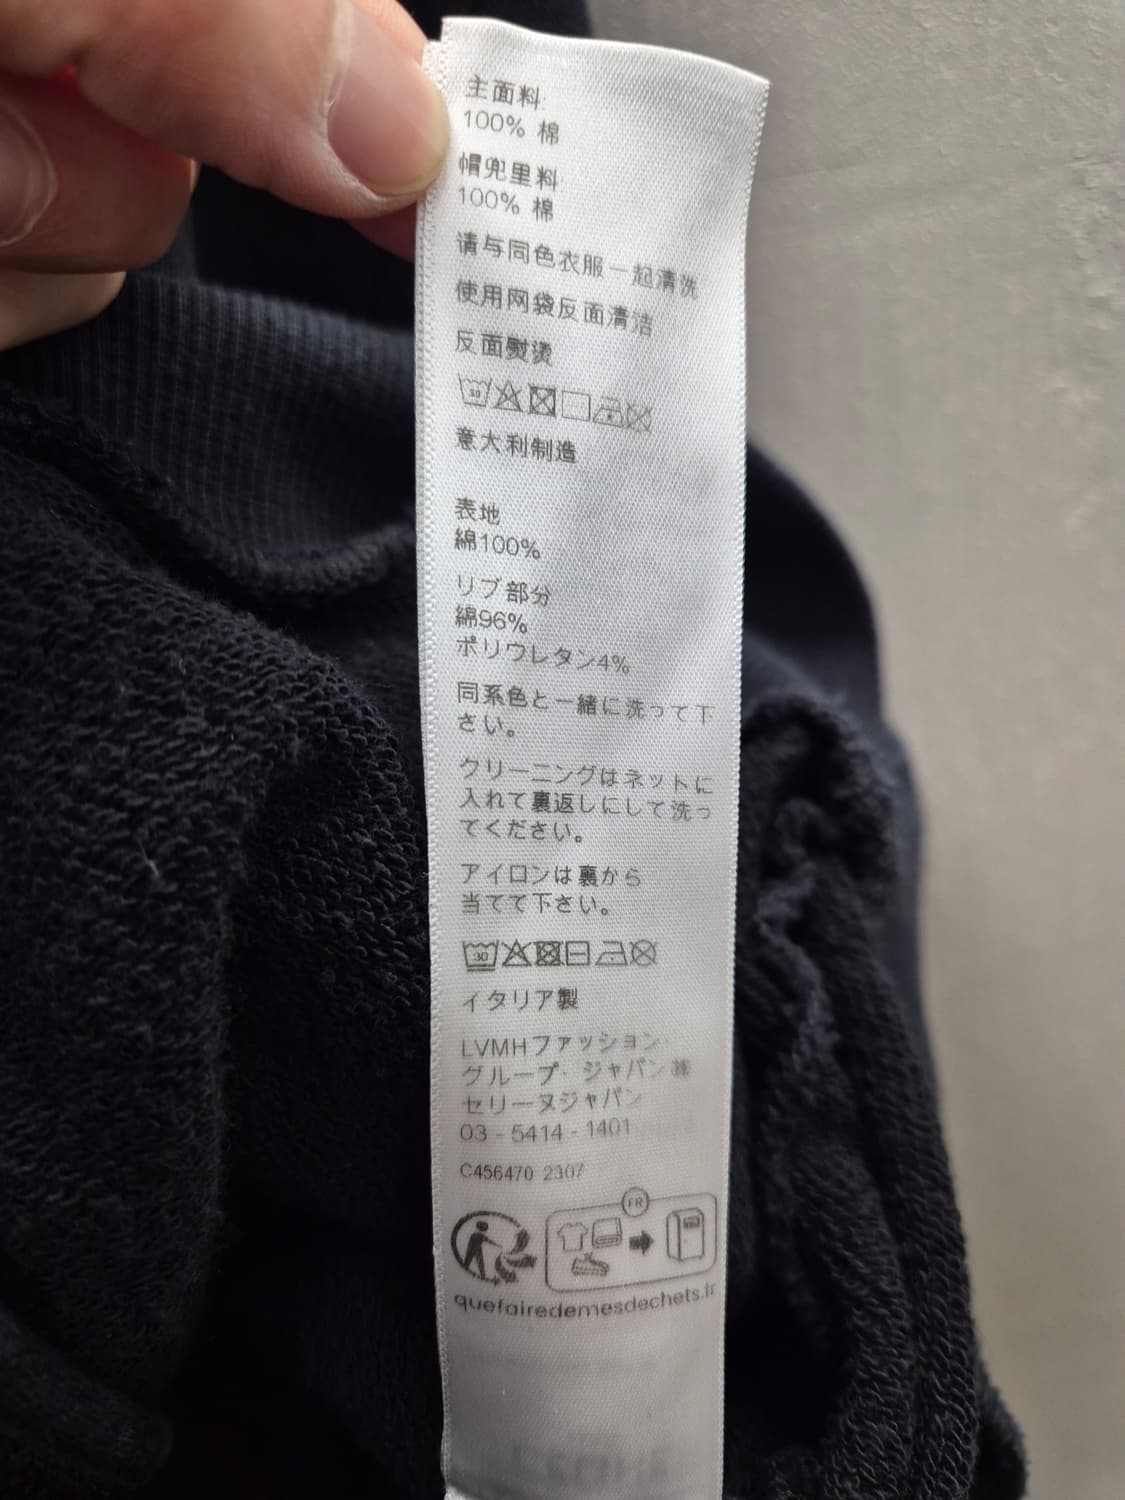 主面料:
100% 棉
帽兜里料:
100% 棉
请与同色衣服一起清洗
使用网袋反面清洁
反面熨烫
30
意大利制造
表地
綿100%
リブ部分
綿96%
ポリウレタン4%
同系色と一緒に洗って下
さい。
クリーニングはネットに
入れて裏返しにして洗っ
てください。
アイロンは裏から
当てて下さい。
30
イタリア製
LVMHファッション・
グループ・ジャパン㈱
セリーヌジャパン
03-5414-1401
C456470 2307
FR
quefairedemesdechets.fr